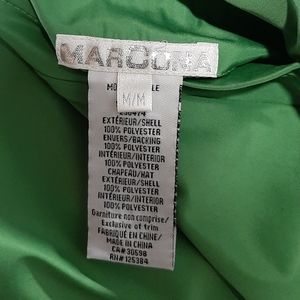 MARCONA
M/M
EXTÉRIEUR/SHELL
100% POLYESTER
ENVERS/BACKING
100% POLYESTER
INTÉRIEUR/INTERIOR
100% POLYESTER
CHAPEAU/HAT
EXTÉRIEUR/SHELL
100% POLYESTER
INTÉRIEUR/INTERIOR
100% POLYESTER
Garniture non comprise/
Exclusive of trim
FABRIQUÉ EN CHINE/
MADE IN CHINA
CA# 30598
RN# 125384